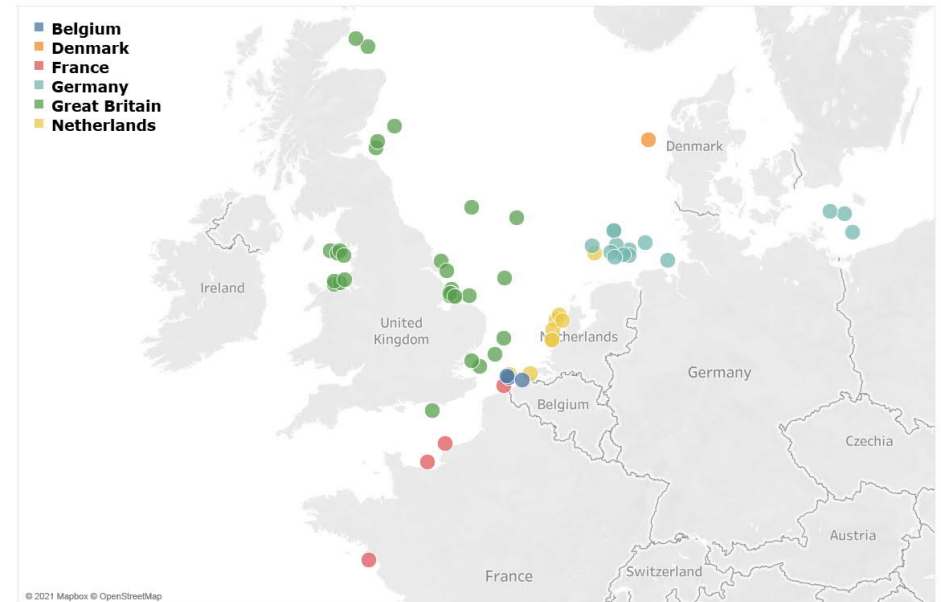 Belgium
Denmark
France
Germany
Great Britain
Netherlands
Denmark
Ireland
United
Kingdom
Netherlands
Germany
Belgium
Czechia
Austria
France
Switzerland
© 2021 Mapbox © OpenStreetMap